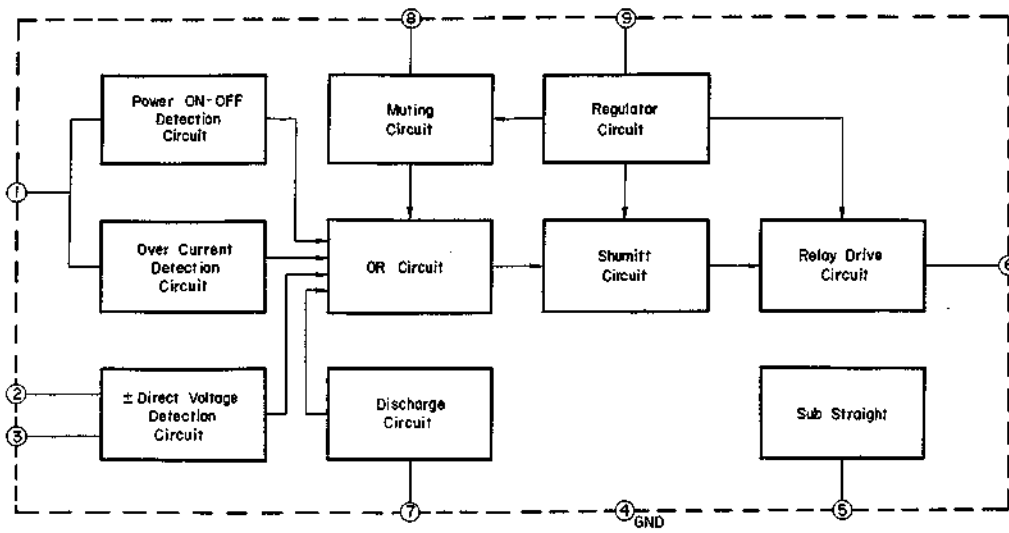 8
9
Power ON-OFF
Detection
Circuit
Muting
Circuit
Regulator
Circuit
1
Over Current
Detection
Circuit
OR Circuit
Shumitt
Circuit
Relay Drive
Circuit
6
2
3
± Direct Voltage
Detection
Circuit
Discharge
Circuit
Sub Straight
7
4
GND
5